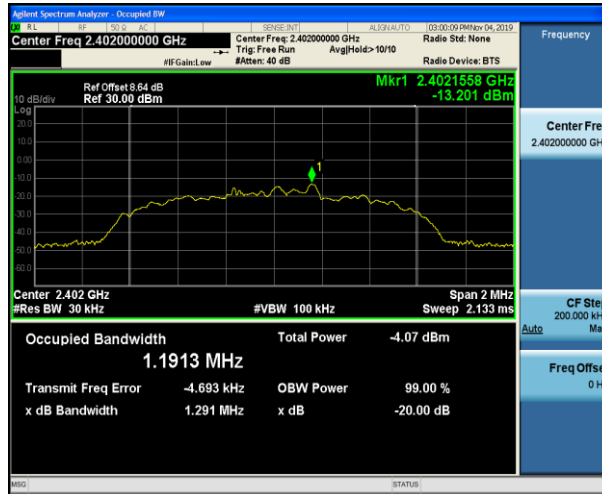 Agilent Spectrum Analyzer - Occupied BW
RL RF 50 Ω AC SENSE:INT ALIGN AUTO 03:00:09 PM Nov 04, 2019
Center Freq 2.402000000 GHz
Center Freq: 2.402000000 GHz
Radio Std: None
Trig: Free Run Avg|Hold:>10/10
#IFGain:Low #Atten: 40 dB
Radio Device: BTS
Frequency
Mkr1 2.4021558 GHz
-13.201 dBm
Ref Offset 8.64 dB
10 dB/div Ref 30.00 dBm
Log
20.0
10.0
0.00
-10.0
-20.0
-30.0
-40.0
-50.0
-60.0
1
Center 2.402 GHz Span 2 MHz
#Res BW 30 kHz #VBW 100 kHz Sweep 2.133 ms
Occupied Bandwidth Total Power -4.07 dBm
1.1913 MHz
Transmit Freq Error -4.693 kHz OBW Power 99.00 %
x dB Bandwidth 1.291 MHz x dB -20.00 dB
Center Fre
2.402000000 GH
CF Ste
200.000 kH
Auto Ma
Freq Offse
0 H
MSG STATUS